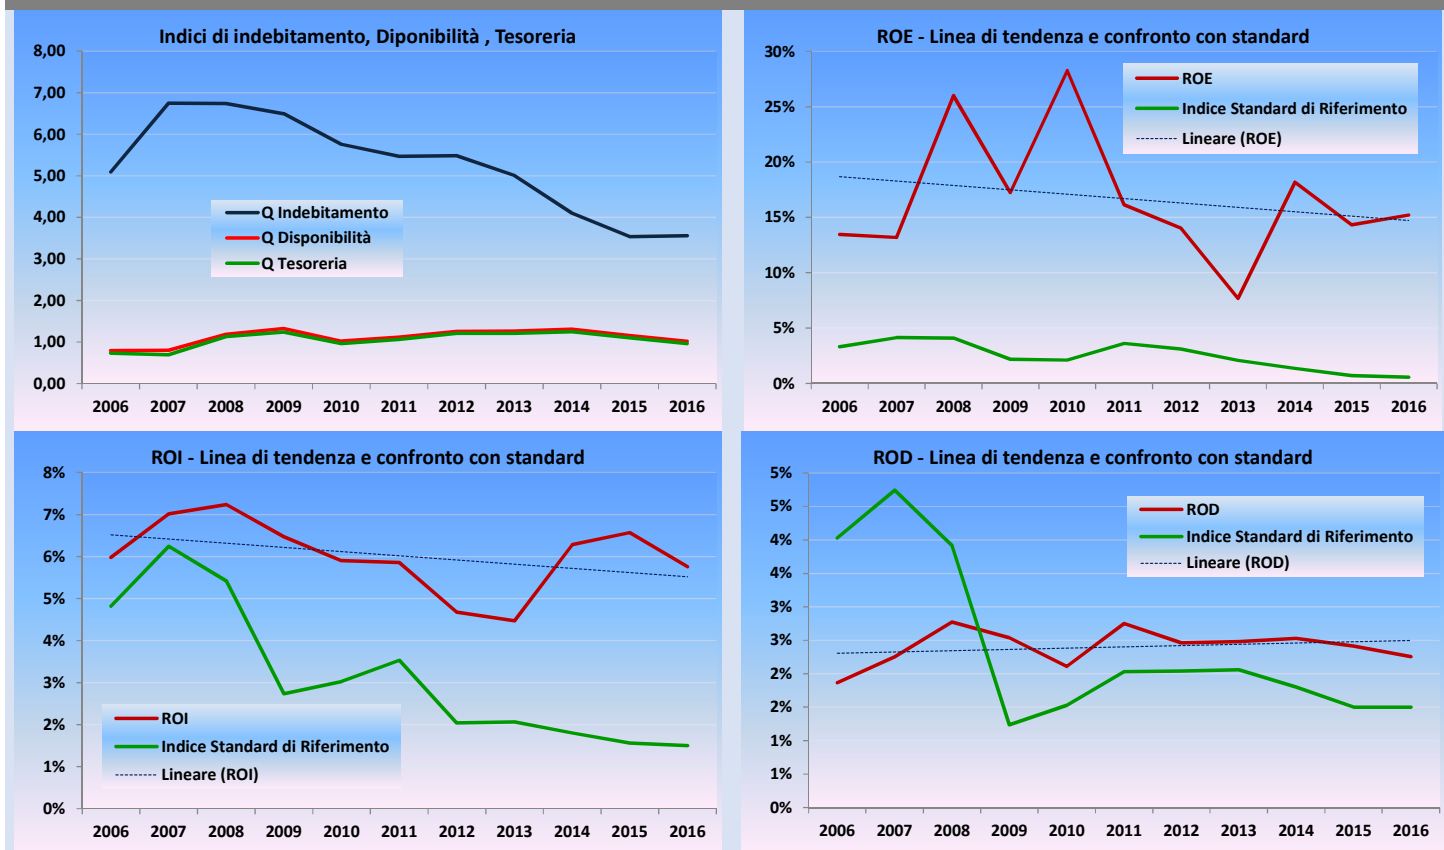 Indici di indebitamento, Diponibilità , Tesoreria
8,00
7,00
6,00
5,00
4,00
3,00
2,00
1,00
0,00
Q Indebitamento
Q Disponibilità
Q Tesoreria
2006 2007 2008 2009 2010 2011 2012 2013 2014 2015 2016
ROE - Linea di tendenza e confronto con standard
30%
25%
20%
15%
10%
5%
0%
ROE
Indice Standard di Riferimento
Lineare (ROE)
2006 2007 2008 2009 2010 2011 2012 2013 2014 2015 2016
ROI - Linea di tendenza e confronto con standard
8%
7%
6%
5%
4%
3%
2%
1%
0%
ROI
Indice Standard di Riferimento
Lineare (ROI)
2006 2007 2008 2009 2010 2011 2012 2013 2014 2015 2016
ROD - Linea di tendenza e confronto con standard
5%
5%
4%
4%
3%
3%
2%
2%
1%
1%
0%
ROD
Indice Standard di Riferimento
Lineare (ROD)
2006 2007 2008 2009 2010 2011 2012 2013 2014 2015 2016